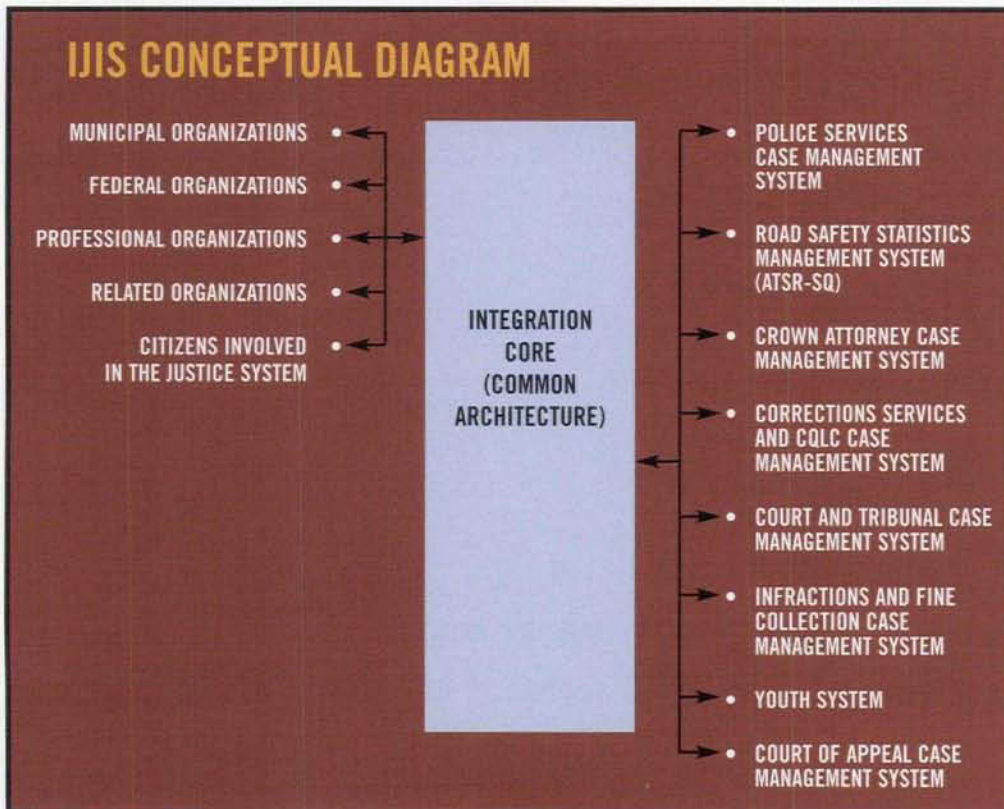 IJIS CONCEPTUAL DIAGRAM
MUNICIPAL ORGANIZATIONS
FEDERAL ORGANIZATIONS
PROFESSIONAL ORGANIZATIONS
RELATED ORGANIZATIONS
CITIZENS INVOLVED
IN THE JUSTICE SYSTEM
INTEGRATION
CORE
(COMMON
ARCHITECTURE)
POLICE SERVICES
CASE MANAGEMENT
SYSTEM
ROAD SAFETY STATISTICS
MANAGEMENT SYSTEM
(ATSR-SQ)
CROWN ATTORNEY CASE
MANAGEMENT SYSTEM
CORRECTIONS SERVICES
AND CQLC CASE
MANAGEMENT SYSTEM
COURT AND TRIBUNAL CASE
MANAGEMENT SYSTEM
INFRACTIONS AND FINE
COLLECTION CASE
MANAGEMENT SYSTEM
YOUTH SYSTEM
COURT OF APPEAL CASE
MANAGEMENT SYSTEM